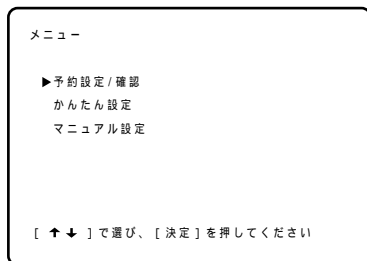 メニュー
▶予約設定/確認
かんたん設定
マニュアル設定
[ ↑↓ ]で選び、[決定]を押してください